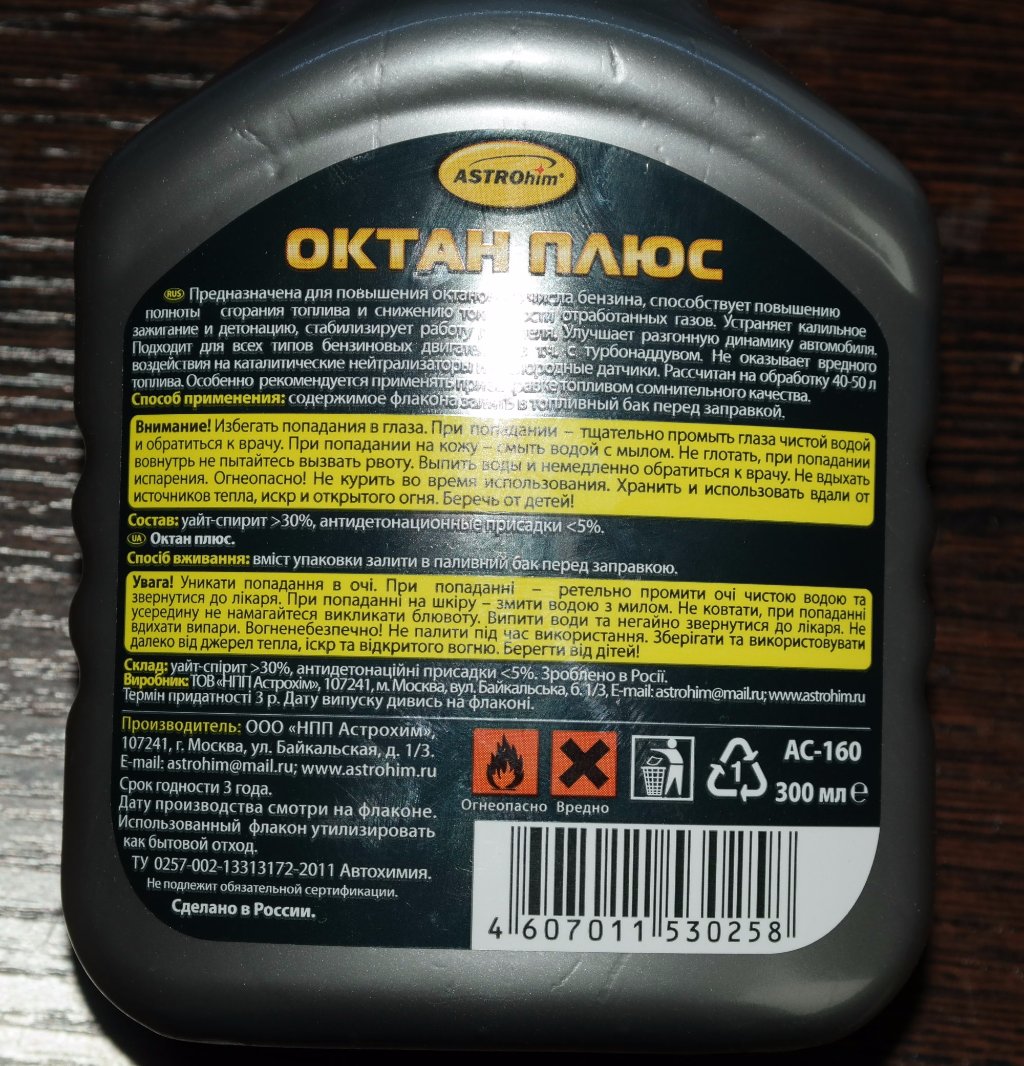 ASTROhim®
ОКТАН ПЛЮС
RUS Предназначена для повышения числа бензина, способствует повышению
полноты сгорания топлива и снижению отработанных газов. Устраняет калильное
зажигание и детонацию, стабилизирует работу Улучшает разгонную динамику автомобиля.
Подходит для всех типов бензиновых т.ч. с турбонаддувом. Не оказывает вредного
воздействия на каталитические нейтрализаторы датчики. Рассчитан на обработку 40-50 л
топлива. Особенно рекомендуется применять топливом сомнительного качества.
Способ применения: содержимое флакона залить в топливный бак перед заправкой.
Внимание! Избегать попадания в глаза. При попадании – тщательно промыть глаза чистой водой
и обратиться к врачу. При попадании на кожу – смыть водой с мылом. Не глотать, при попадании
вовнутрь не пытайтесь вызвать рвоту. Выпить воды и немедленно обратиться к врачу. Не вдыхать
испарения. Огнеопасно! Не курить во время использования. Хранить и использовать вдали от
источников тепла, искр и открытого огня. Беречь от детей!
Состав: уайт-спирит >30%, антидетонационные присадки <5%.
UA Октан плюс.
Спосіб вживання: вміст упаковки залити в паливний бак перед заправкою.
Увага! Уникати попадання в очі. При попаданні – ретельно промити очі чистою водою та
звернутися до лікаря. При попаданні на шкіру – змити водою з милом. Не ковтати, при попаданні
усередину не намагайтеся викликати блювоту. Випити води та негайно звернутися до лікаря. Не
вдихати випари. Вогненебезпечно! Не палити під час використання. Зберігати та використовувати
далеко від джерел тепла, іскр та відкритого вогню. Берегти від дітей!
Склад: уайт-спірит >30%, антидетонаційні присадки <5%. Зроблено в Росії.
Виробник: ТОВ «НПП Астрохім», 107241, м. Москва, вул. Байкальська, б. 1/3, E-mail: astrohim@mail.ru; www.astrohim.ru
Термін придатності 3 р. Дату випуску дивись на флаконі.
Производитель: ООО «НПП Астрохим»,
107241, г. Москва, ул. Байкальская, д. 1/3.
E-mail: astrohim@mail.ru; www.astrohim.ru
Срок годности 3 года.
Дату производства смотри на флаконе.
Использованный флакон утилизировать
как бытовой отход.
ТУ 0257-002-13313172-2011 Автохимия.
Не подлежит обязательной сертификации.
Сделано в России.
Огнеопасно Вредно
1
АС-160
300 мл ℮
4 607011 530258